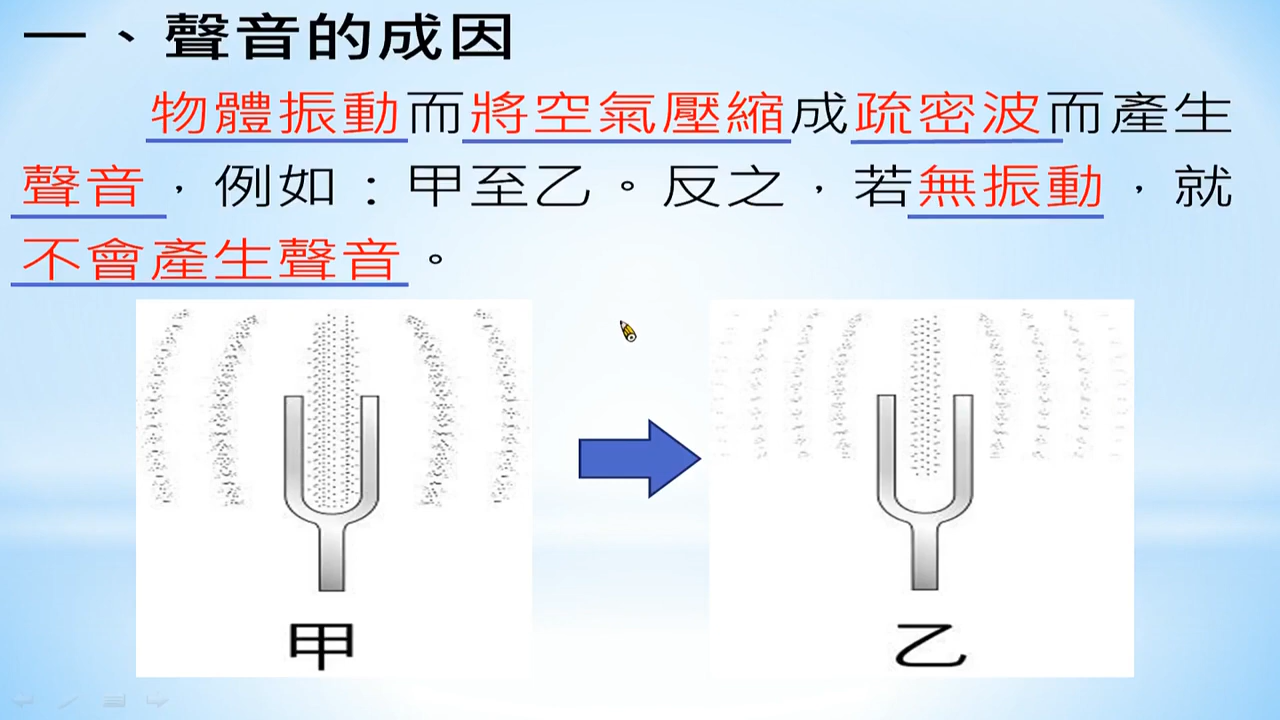 一、聲音的成因
物體振動而將空氣壓縮成疏密波而產生
聲音，例如：甲至乙。反之，若無振動，就
不會產生聲音。
甲
乙